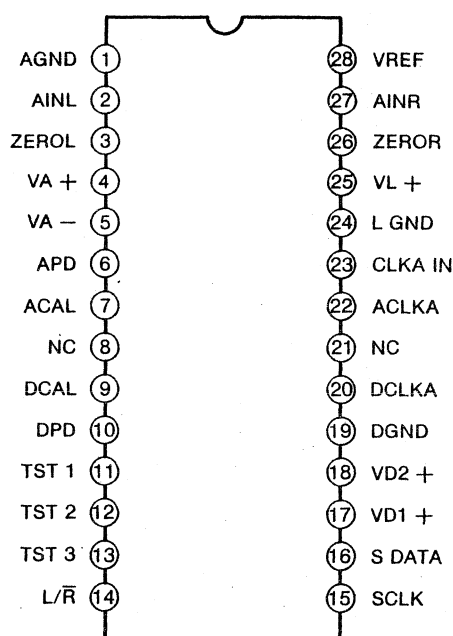 AGND 1 28 VREF
AINL 2 27 AINR
ZEROL 3 26 ZEROR
VA + 4 25 VL +
VA − 5 24 L GND
APD 6 23 CLKA IN
ACAL 7 22 ACLKA
NC 8 21 NC
DCAL 9 20 DCLKA
DPD 10 19 DGND
TST 1 11 18 VD2 +
TST 2 12 17 VD1 +
TST 3 13 16 S DATA
L/R̅ 14 15 SCLK